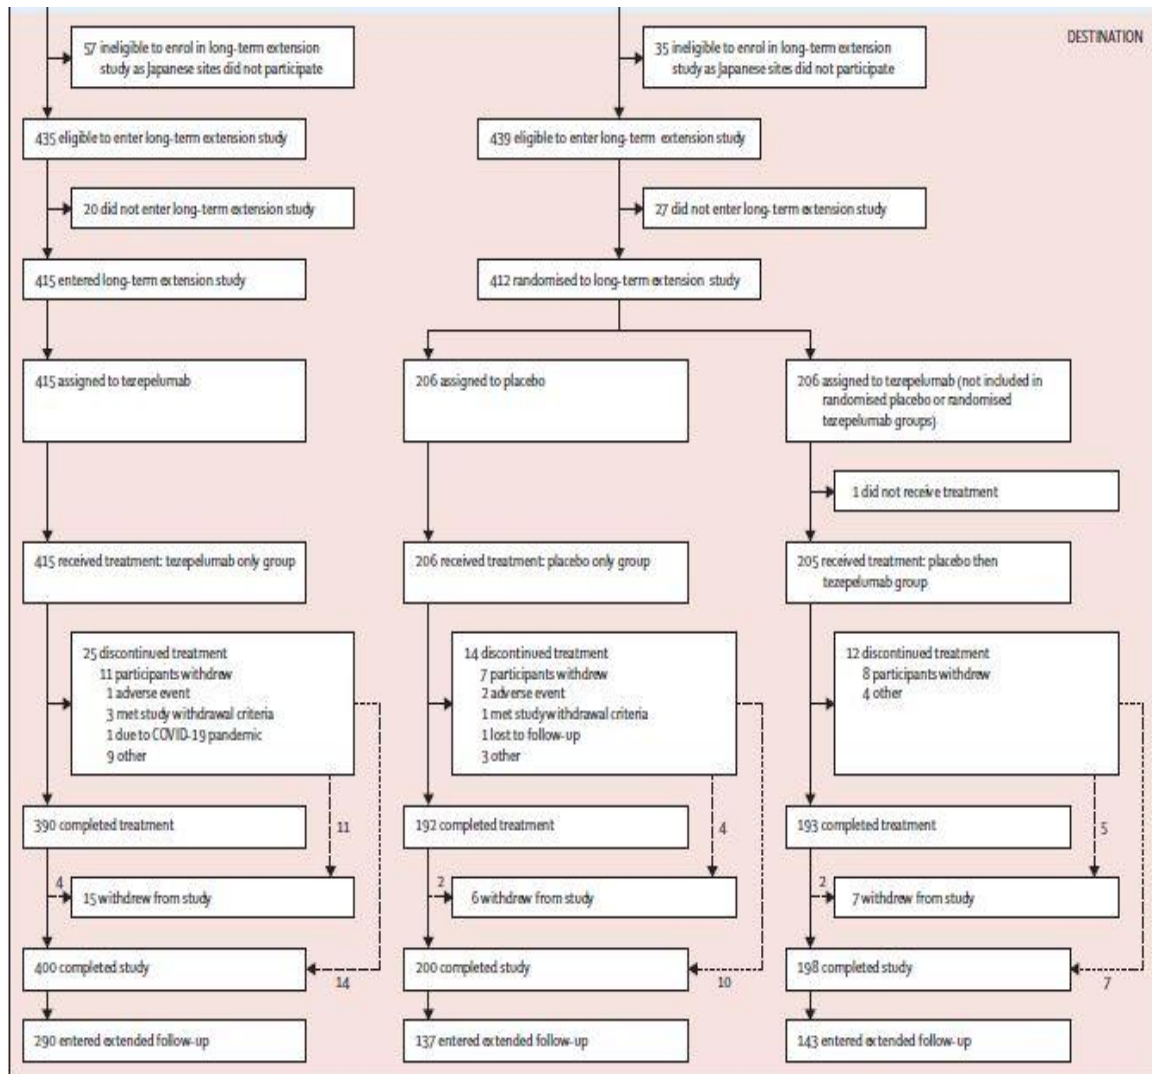 DESTINATION
57 ineligible to enrol in long-term extension
study as Japanese sites did not participate
35 ineligible to enrol in long-term extension
study as Japanese sites did not participate
435 eligible to enter long-term extension study
439 eligible to enter long-term extension study
20 did not enter long-term extension study
27 did not enter long-term extension study
415 entered long-term extension study
412 randomised to long-term extension study
415 assigned to tezepelumab
206 assigned to placebo
206 assigned to tezepelumab (not included in
randomised placebo or randomised
tezepelumab groups)
1 did not receive treatment
415 received treatment: tezepelumab only group
206 received treatment: placebo only group
205 received treatment: placebo then
tezepelumab group
25 discontinued treatment
11 participants withdrew
1 adverse event
3 met study withdrawal criteria
1 due to COVID-19 pandemic
9 other
14 discontinued treatment
7 participants withdrew
2 adverse event
1 met study withdrawal criteria
1 lost to follow-up
3 other
12 discontinued treatment
8 participants withdrew
4 other
390 completed treatment
11
192 completed treatment
4
193 completed treatment
5
4
15 withdrew from study
2
6 withdrew from study
2
7 withdrew from study
400 completed study
14
200 completed study
10
198 completed study
7
290 entered extended follow-up
137 entered extended follow-up
143 entered extended follow-up